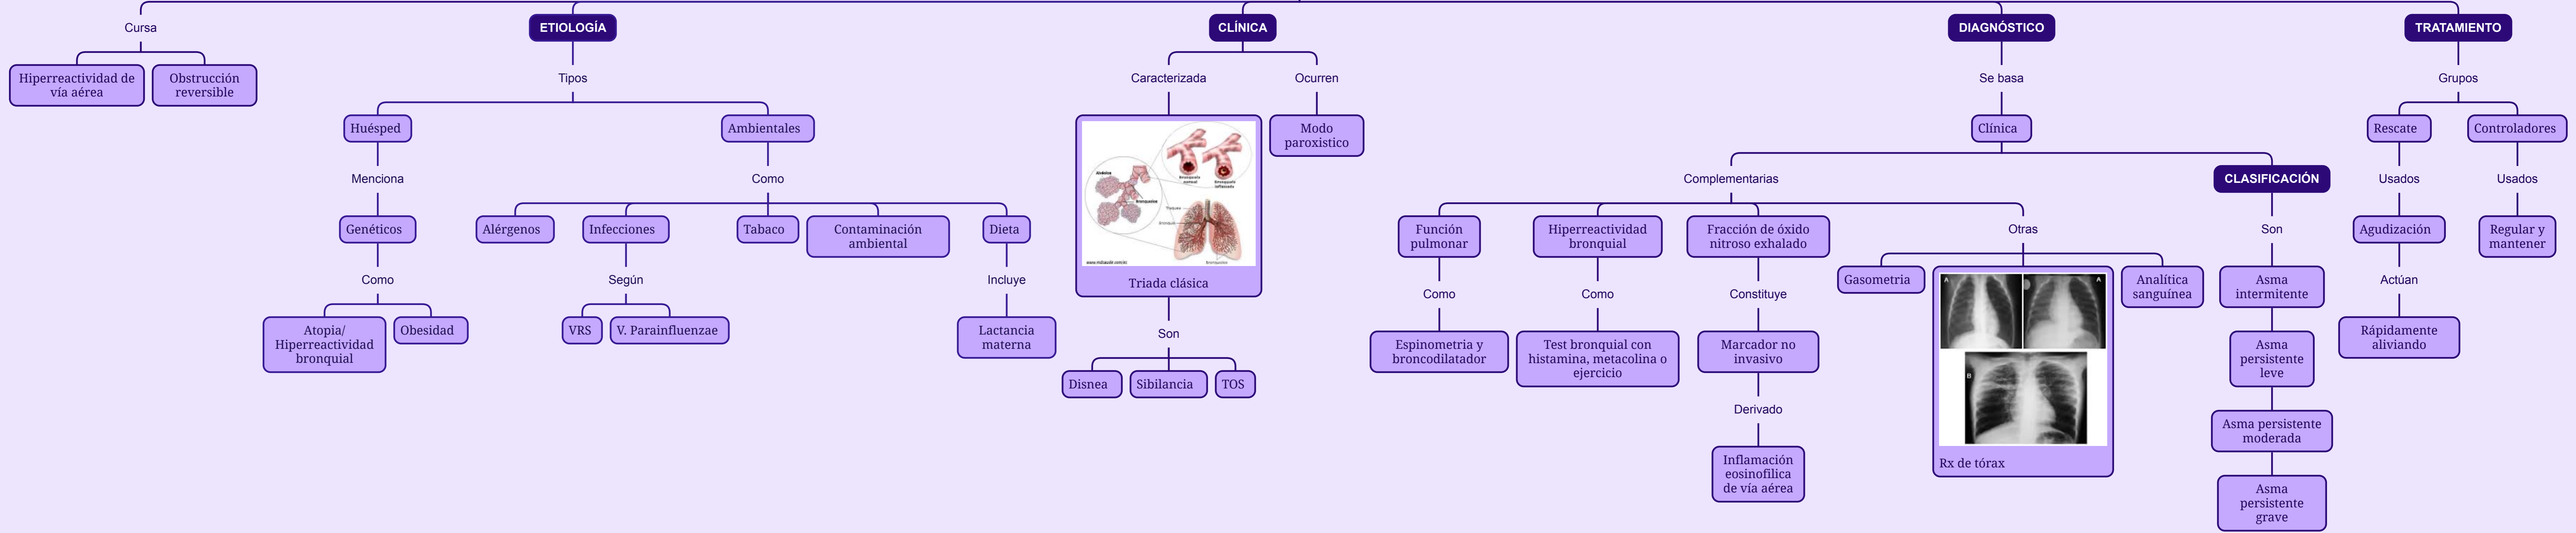 Cursa
Hiperreactividad de
vía aérea
Obstrucción
reversible
ETIOLOGÍA
Tipos
Huésped
Menciona
Genéticos
Como
Atopia/
Hiperreactividad
bronquial
Obesidad
Ambientales
Como
Alérgenos
Infecciones
Según
VRS
V. Parainfluenzae
Tabaco
Contaminación
ambiental
Dieta
Incluye
Lactancia
materna
CLÍNICA
Caracterizada
Triada clásica
Son
Disnea
Sibilancia
TOS
Ocurren
Modo
paroxistico
DIAGNÓSTICO
Se basa
Clínica
Complementarias
Función
pulmonar
Como
Espinometria y
broncodilatador
Hiperreactividad
bronquial
Como
Test bronquial con
histamina, metacolina o
ejercicio
Fracción de óxido
nitroso exhalado
Constituye
Marcador no
invasivo
Derivado
Inflamación
eosinofilica
de vía aérea
Otras
Gasometria
A
A
B
Rx de tórax
Analítica
sanguínea
CLASIFICACIÓN
Son
Asma
intermitente
Asma
persistente
leve
Asma persistente
moderada
Asma
persistente
grave
TRATAMIENTO
Grupos
Rescate
Usados
Agudización
Actúan
Rápidamente
aliviando
Controladores
Usados
Regular y
mantener